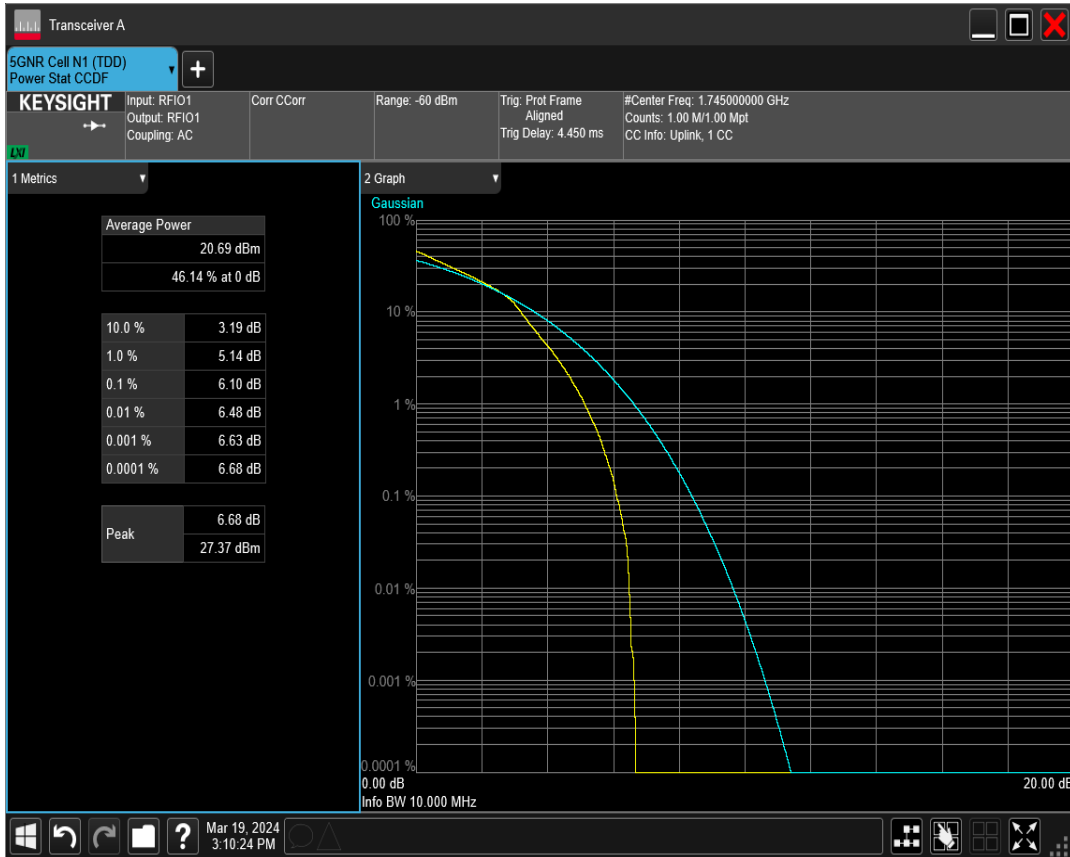 Transceiver A
5GNR Cell N1 (TDD)
Power Stat CCDF
+
KEYSIGHT
LXI
Input: RFIO1
Output: RFIO1
Coupling: AC
Corr CCorr
Range: -60 dBm
Trig: Prot Frame
Aligned
Trig Delay: 4.450 ms
#Center Freq: 1.745000000 GHz
Counts: 1.00 M/1.00 Mpt
CC Info: Uplink, 1 CC
1 Metrics
Average Power
20.69 dBm
46.14 % at 0 dB
10.0 % 3.19 dB
1.0 % 5.14 dB
0.1 % 6.10 dB
0.01 % 6.48 dB
0.001 % 6.63 dB
0.0001 % 6.68 dB
Peak
6.68 dB
27.37 dBm
2 Graph
Gaussian
100 %
10 %
1 %
0.1 %
0.01 %
0.001 %
0.0001 %
0.00 dB 20.00 dB
Info BW 10.000 MHz
?
Mar 19, 2024
3:10:24 PM